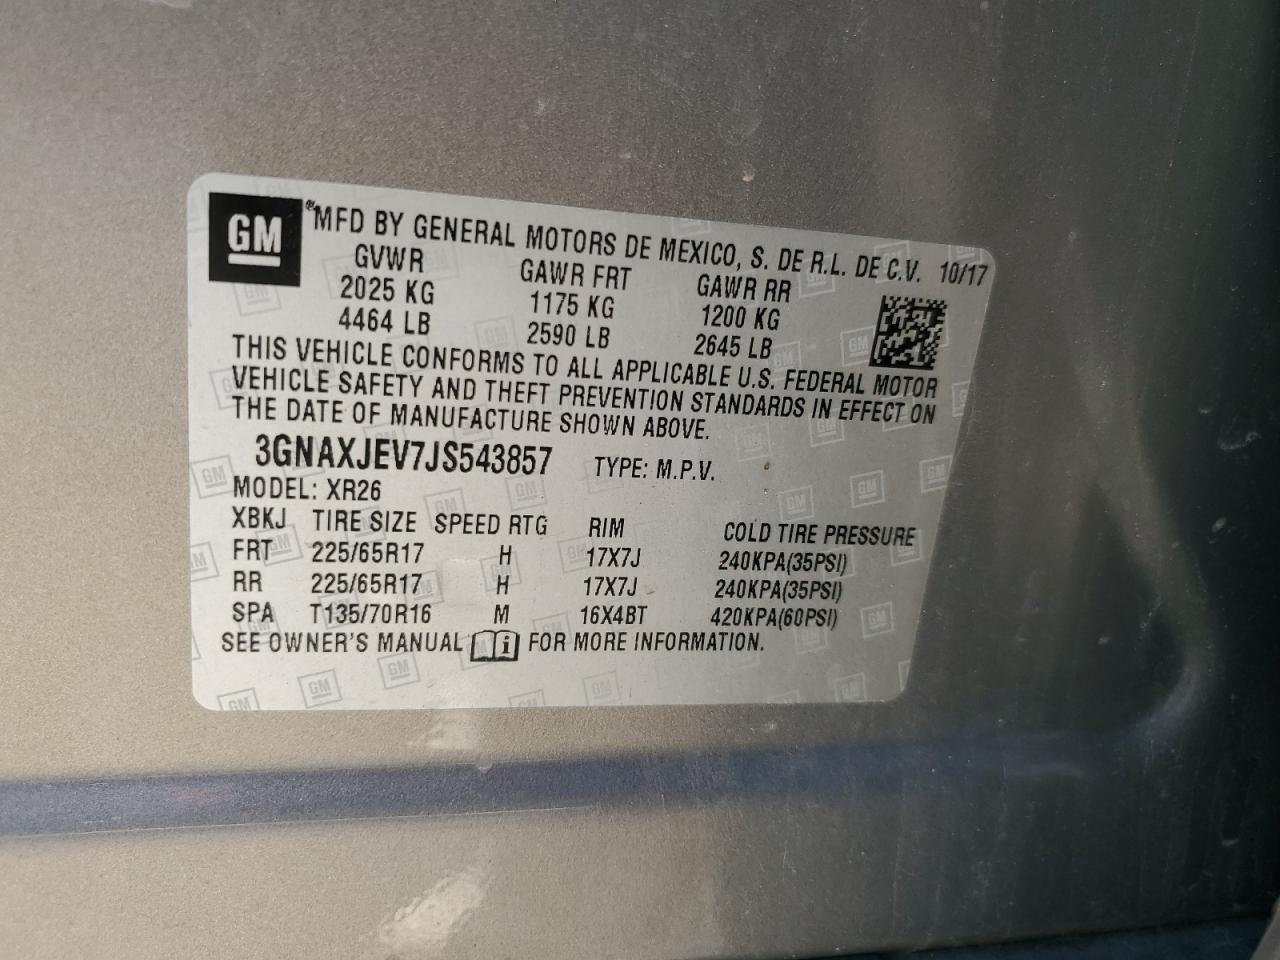 GM
MFD BY GENERAL MOTORS DE MEXICO, S. DE R.L. DE C.V. 10/17
GVWR GAWR FRT GAWR RR
2025 KG 1175 KG 1200 KG
4464 LB 2590 LB 2645 LB
THIS VEHICLE CONFORMS TO ALL APPLICABLE U.S. FEDERAL MOTOR
VEHICLE SAFETY AND THEFT PREVENTION STANDARDS IN EFFECT ON
THE DATE OF MANUFACTURE SHOWN ABOVE.
3GNAXJEV7JS543857 TYPE: M.P.V.
MODEL: XR26
XBKJ TIRE SIZE SPEED RTG RIM COLD TIRE PRESSURE
FRT 225/65R17 H 17X7J 240KPA(35PSI)
RR 225/65R17 H 17X7J 240KPA(35PSI)
SPA T135/70R16 M 16X4BT 420KPA(60PSI)
SEE OWNER'S MANUAL i FOR MORE INFORMATION.